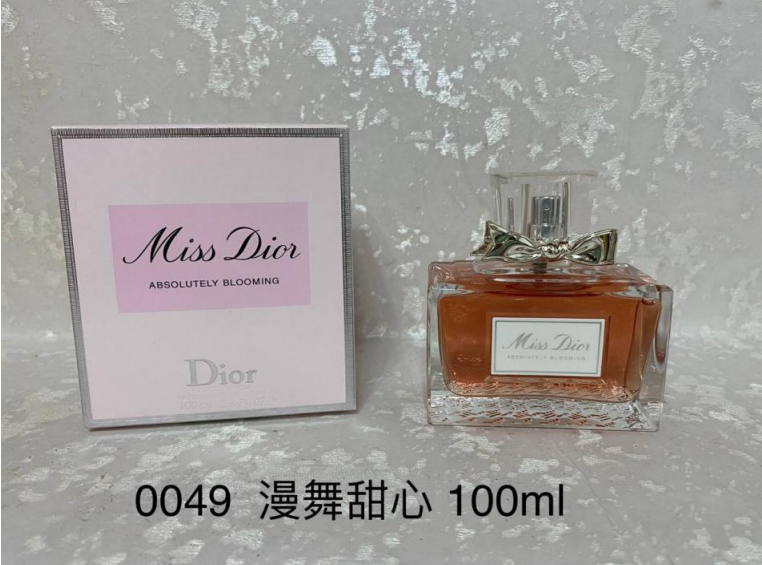 Miss Dior
ABSOLUTELY BLOOMING
Dior
Miss Dior
ABSOLUTELY BLOOMING
0049 漫舞甜心 100ml